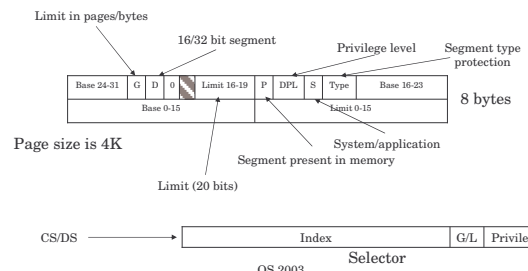 Limit in pages/bytes
16/32 bit segment
Privilege level
Segment type
protection
Base 24-31 G D 0 Limit 16-19 P DPL S Type Base 16-23
Base 0-15 Limit 0-15
8 bytes
Page size is 4K
System/application
Segment present in memory
Limit (20 bits)
CS/DS Index G/L Privile
Selector
OS 2003